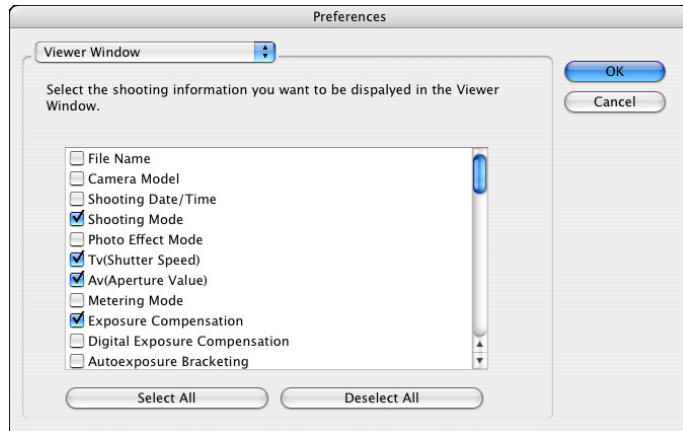 Preferences
Viewer Window
OK
Select the shooting information you want to be dispalyed in the Viewer
Window.
Cancel
File Name
Camera Model
Shooting Date/Time
Shooting Mode
Photo Effect Mode
Tv(Shutter Speed)
Av(Aperture Value)
Metering Mode
Exposure Compensation
Digital Exposure Compensation
Autoexposure Bracketing
Select All
Deselect All